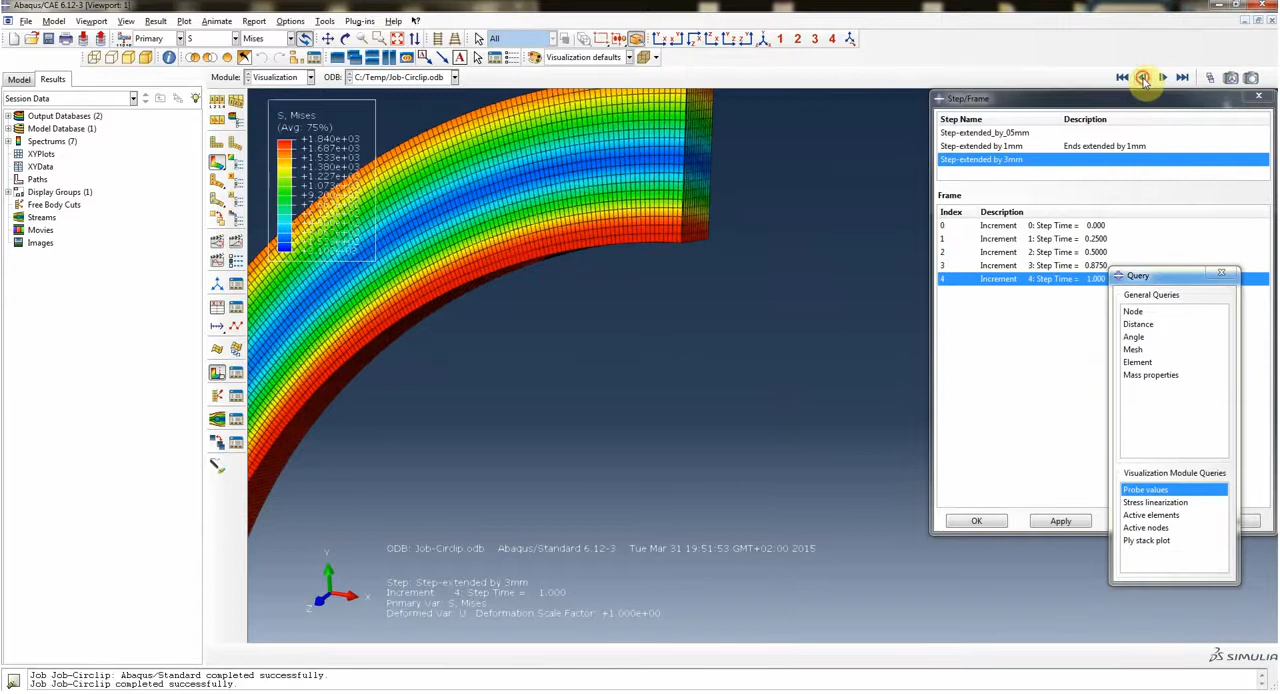 Abaqus/CAE 6.12-3 [Viewport: 1]
File Model Viewport View Result Plot Animate Report Options Tools Plug-ins Help
Primary S Mises All 1 2 3 4
Visualization defaults
Model Results Module: Visualization ODB: C:/Temp/Job-Circlip.odb
Session Data
Output Databases (2)
Model Database (1)
Spectrums (7)
XYPlots
XYData
Paths
Display Groups (1)
Free Body Cuts
Streams
Movies
Images
S, Mises
(Avg: 75%)
+1.840e+03
+1.687e+03
+1.533e+03
+1.380e+03
+1.227e+03
+1.073e+03
Step/Frame
Step Name Description
Step-extended_by_05mm
Step-extended by 1mm Ends extended by 1mm
Step-extended by 3mm
Frame
Index Description
0 Increment 0: Step Time = 0.000
1 Increment 1: Step Time = 0.2500
2 Increment 2: Step Time = 0.5000
3 Increment 3: Step Time = 0.8750
4 Increment 4: Step Time = 1.000
OK Apply
Query
General Queries
Node
Distance
Angle
Mesh
Element
Mass properties
Visualization Module Queries
Probe values
Stress linearization
Active elements
Active nodes
Ply stack plot
ODB: Job-Circlip.odb Abaqus/Standard 6.12-3 Tue Mar 31 19:51:53 GMT+02:00 2015
Step: Step-extended by 3mm
Increment 4: Step Time = 1.000
Primary Var: S, Mises
Deformed Var: U Deformation Scale Factor: +1.000e+00
Y
X
Z
SIMULIA
Job Job-Circlip: Abaqus/Standard completed successfully.
Job Job-Circlip completed successfully.